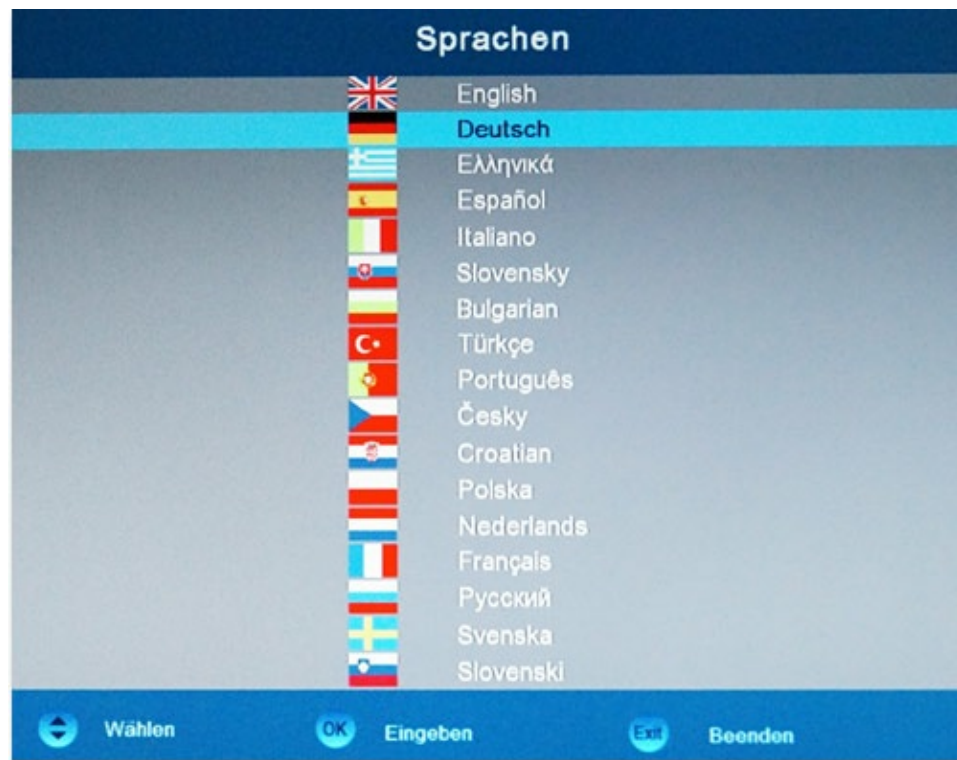 Sprachen
English
Deutsch
Ελληνικά
Español
Italiano
Slovensky
Bulgarian
Türkçe
Português
Česky
Croatian
Polska
Nederlands
Français
Русский
Svenska
Slovenski
Wählen OK Eingeben Exit Beenden